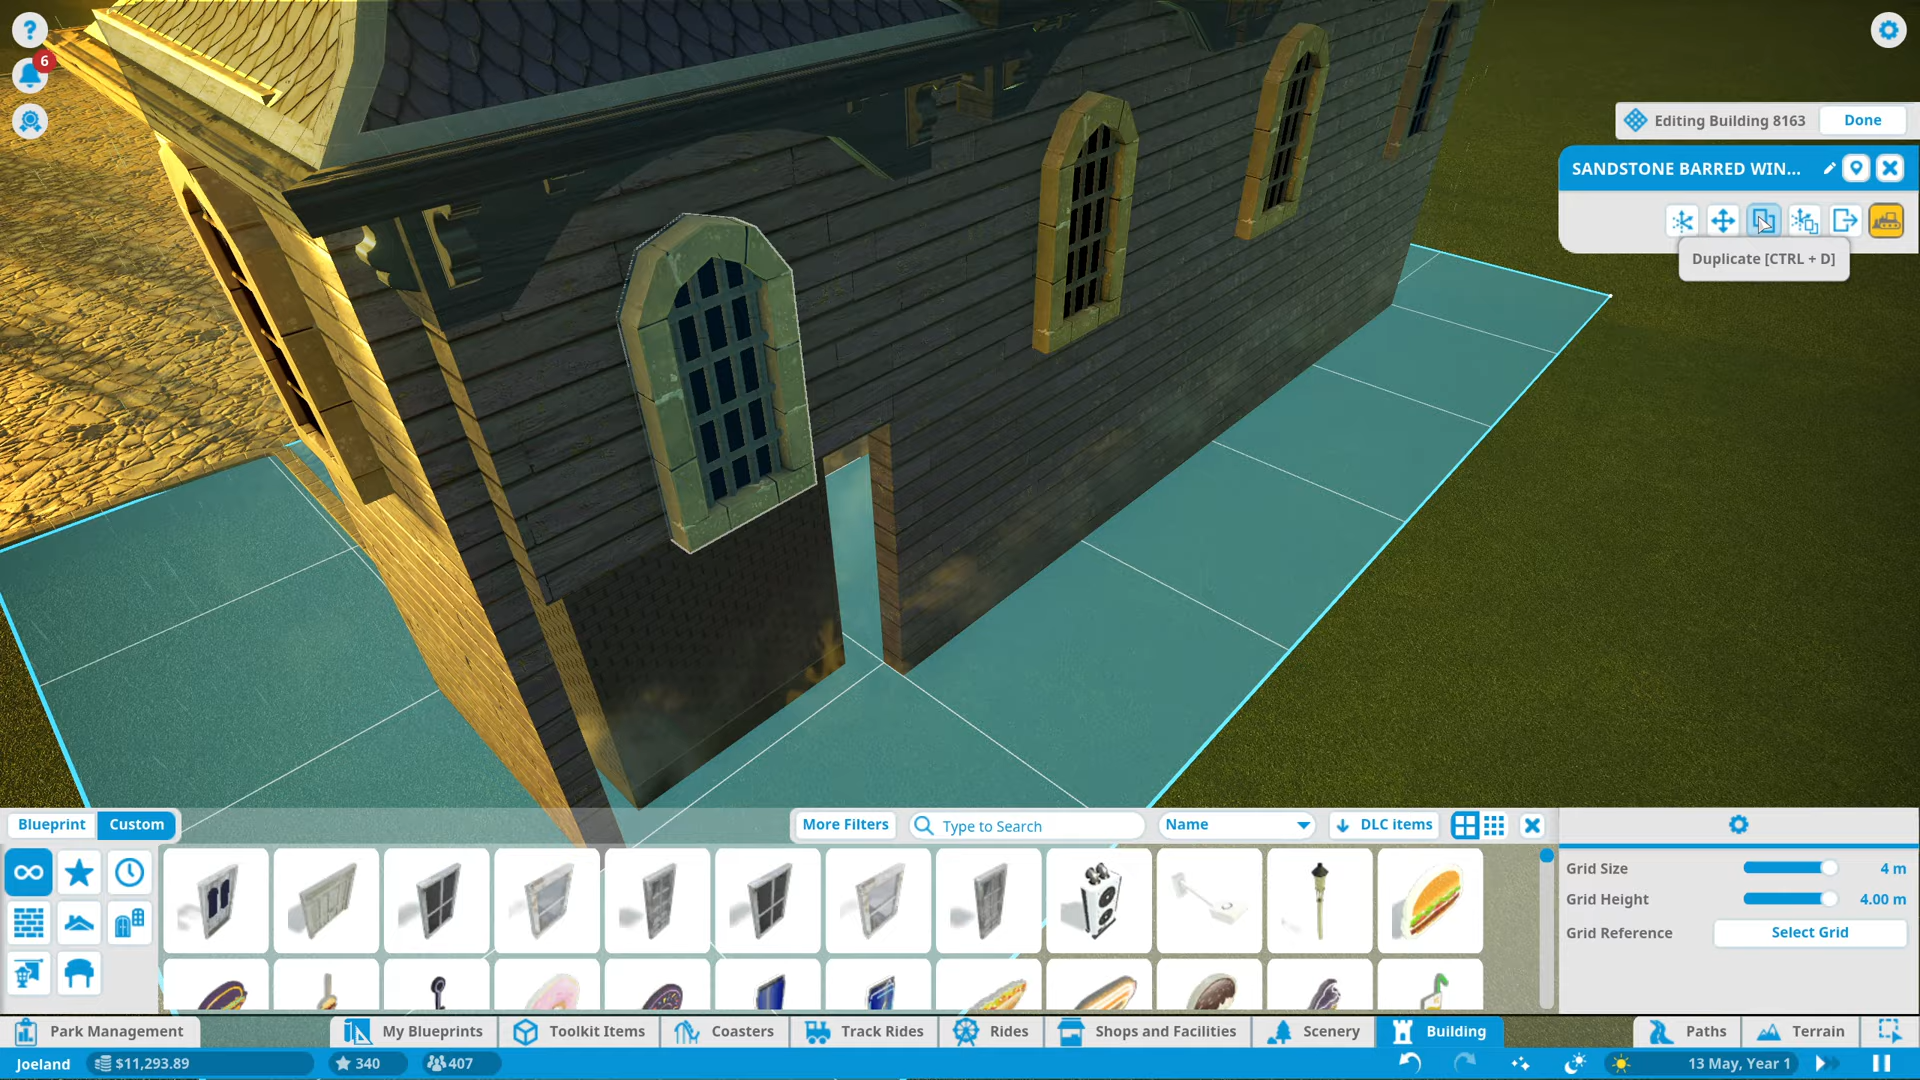 ?
6
Editing Building 8163
Done
SANDSTONE BARRED WIN...
Duplicate [CTRL + D]
Blueprint
Custom
More Filters
Type to Search
Name
DLC items
Grid Size
4 m
Grid Height
4.00 m
Grid Reference
Select Grid
Park Management
My Blueprints
Toolkit Items
Coasters
Track Rides
Rides
Shops and Facilities
Scenery
Building
Paths
Terrain
Joeland
$11,293.89
340
407
13 May, Year 1